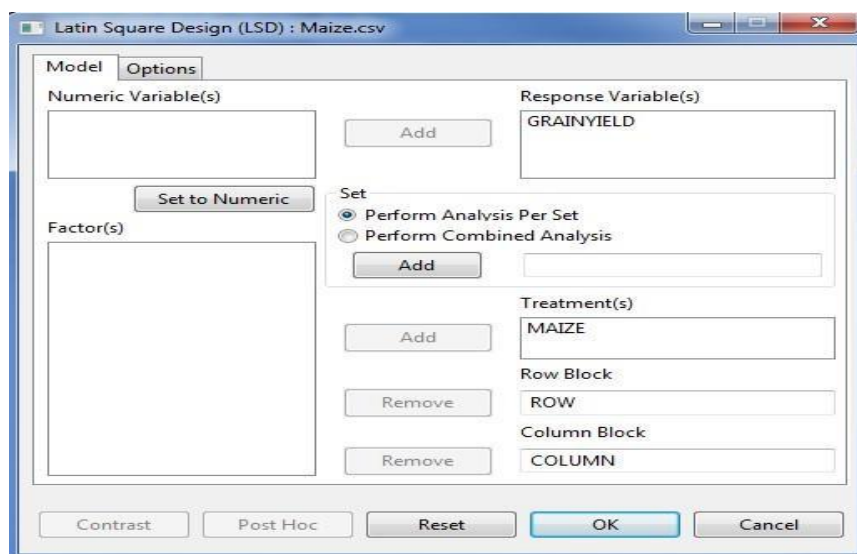 Latin Square Design (LSD) : Maize.csv
Model Options
Numeric Variable(s)
Add
Response Variable(s)
GRAINYIELD
Set to Numeric
Set
Perform Analysis Per Set
Perform Combined Analysis
Add
Factor(s)
Add
Treatment(s)
MAIZE
Remove
Row Block
ROW
Remove
Column Block
COLUMN
Contrast Post Hoc Reset OK Cancel